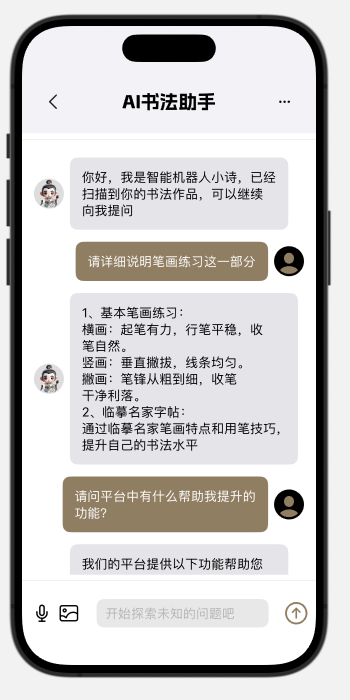 AI书法助手
你好，我是智能机器人小诗，已经
扫描到你的书法作品，可以继续
向我提问
请详细说明笔画练习这一部分
1、基本笔画练习：
横画：起笔有力，行笔平稳，收
笔自然。
竖画：垂直撇拔，线条均匀。
撇画：笔锋从粗到细，收笔
干净利落。
2、临摹名家字帖：
通过临摹名家笔画特点和用笔技巧，
提升自己的书法水平
请问平台中有什么帮助我提升的
功能?
我们的平台提供以下功能帮助您
开始探索未知的问题吧